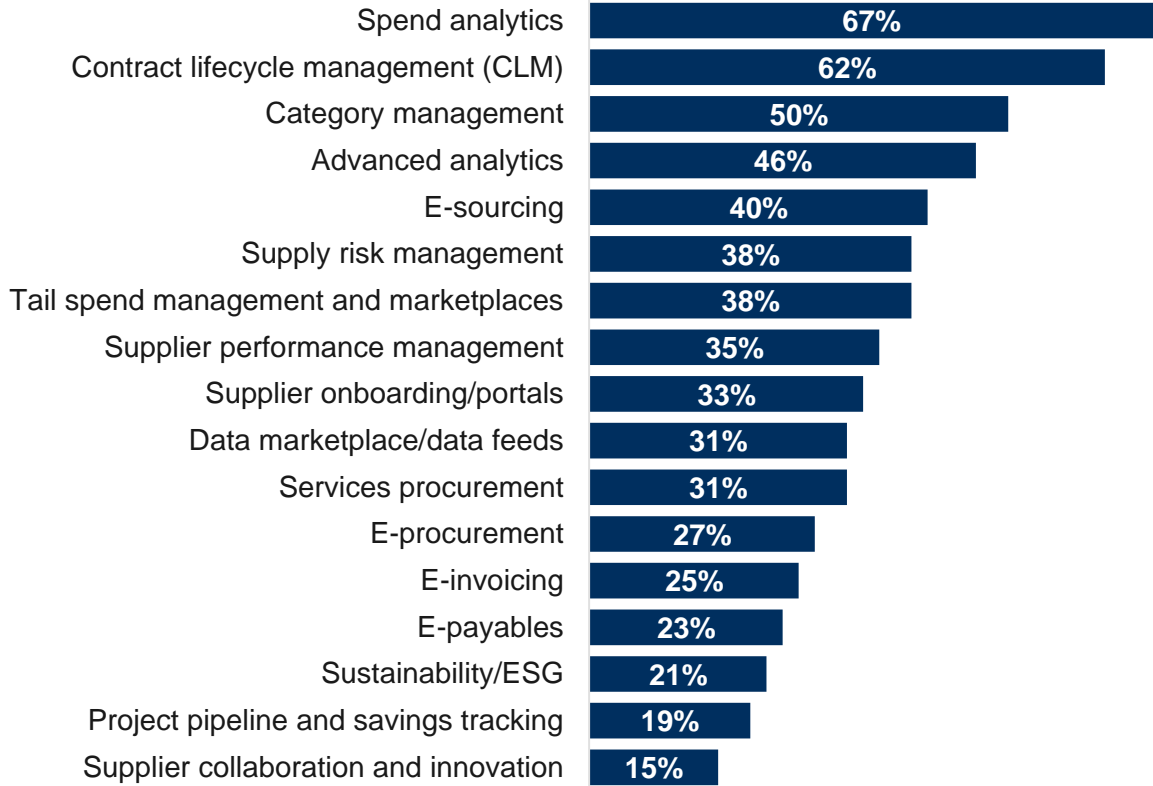 Spend analytics 67%
Contract lifecycle management (CLM) 62%
Category management 50%
Advanced analytics 46%
E-sourcing 40%
Supply risk management 38%
Tail spend management and marketplaces 38%
Supplier performance management 35%
Supplier onboarding/portals 33%
Data marketplace/data feeds 31%
Services procurement 31%
E-procurement 27%
E-invoicing 25%
E-payables 23%
Sustainability/ESG 21%
Project pipeline and savings tracking 19%
Supplier collaboration and innovation 15%